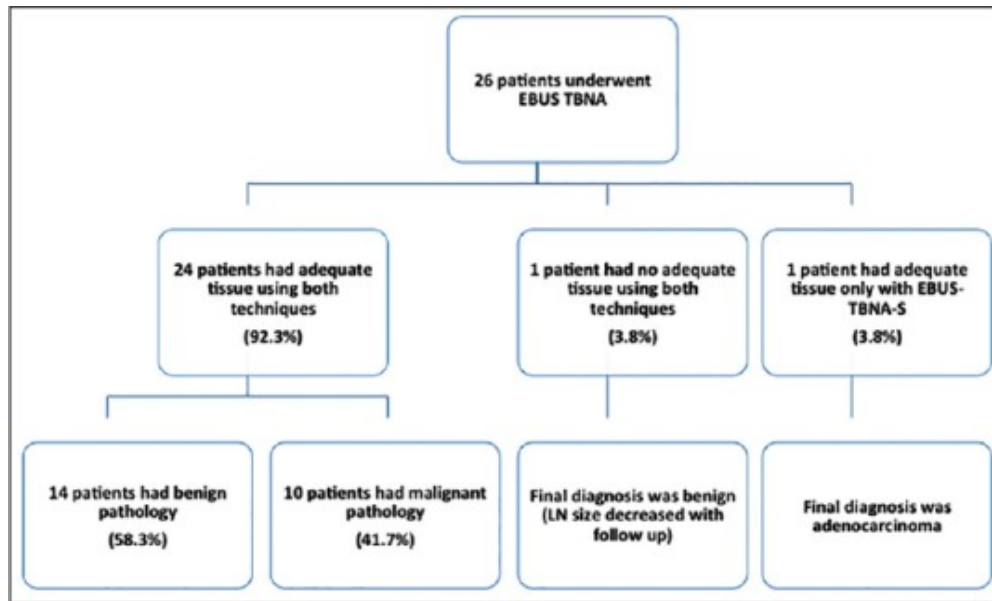 26 patients underwent
EBUS TBNA
24 patients had adequate
tissue using both
techniques
(92.3%)
1 patient had no adequate
tissue using both
techniques
(3.8%)
1 patient had adequate
tissue only with EBUS-
TBNA-S
(3.8%)
14 patients had benign
pathology
(58.3%)
10 patients had malignant
pathology
(41.7%)
Final diagnosis was benign
(LN size decreased with
follow up)
Final diagnosis was
adenocarcinoma